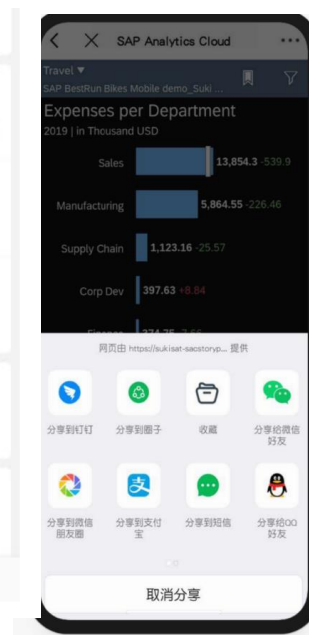 SAP Analytics Cloud
Travel ▼
SAP BestRun Bikes Mobile demo_Suki ...
Expenses per Department
2019 | in Thousand USD
Sales 13,854.3 -539.9
Manufacturing 5,864.55 -226.46
Supply Chain 1,123.16 -25.57
Corp Dev 397.63 +8.84
Finance 374.75 -7.66
网页由 https://sukisat-sacstoryp... 提供
分享到钉钉 分享到圈子 收藏 分享给微信
好友
分享到微信 分享到支付 分享到短信 分享给QQ
朋友圈 宝 好友
取消分享